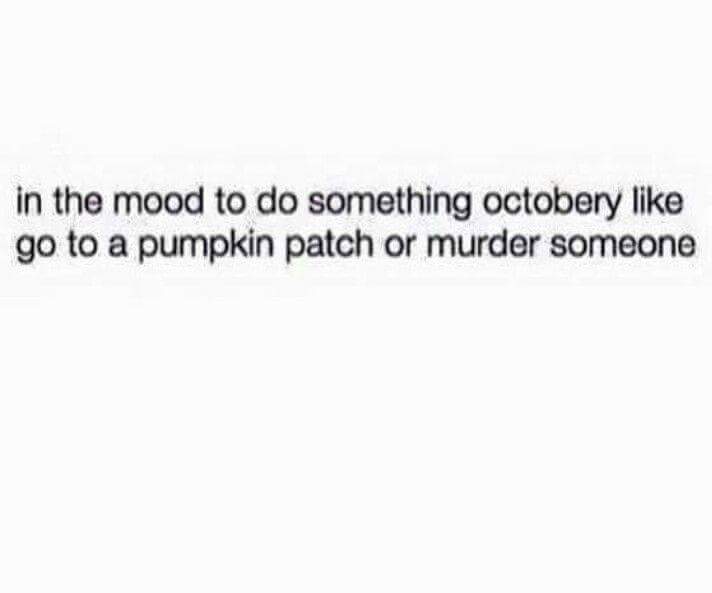 in the mood to do something octobery like
go to a pumpkin patch or murder someone